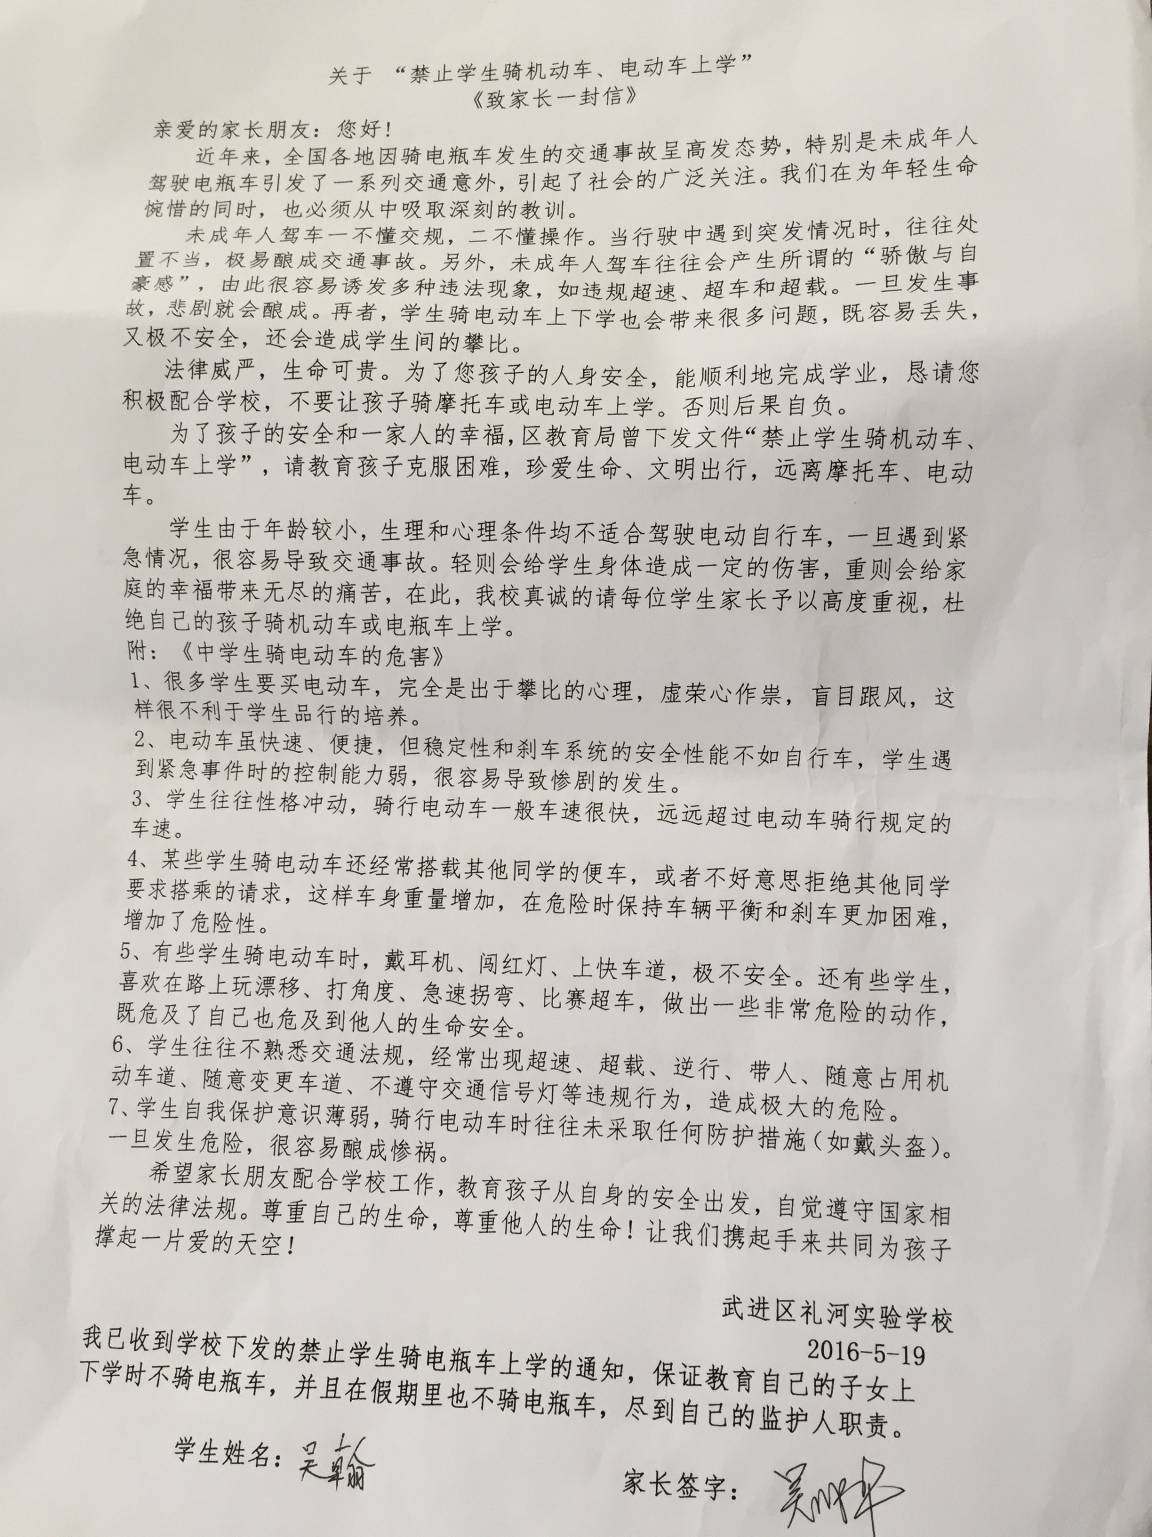 关于 “禁止学生骑机动车、电动车上学”
《致家长一封信》
亲爱的家长朋友：您好！
近年来，全国各地因骑电瓶车发生的交通事故呈高发态势，特别是未成年人
驾驶电瓶车引发了一系列交通意外，引起了社会的广泛关注。我们在为年轻生命
惋惜的同时，也必须从中吸取深刻的教训。
未成年人驾车一不懂交规，二不懂操作。当行驶中遇到突发情况时，往往处
置不当，极易酿成交通事故。另外，未成年人驾车往往会产生所谓的“骄傲与自
豪感”，由此很容易诱发多种违法现象，如违规超速、超车和超载。一旦发生事
故，悲剧就会酿成。再者，学生骑电动车上下学也会带来很多问题，既容易丢失，
又极不安全，还会造成学生间的攀比。
法律威严，生命可贵。为了您孩子的人身安全，能顺利地完成学业，恳请您
积极配合学校，不要让孩子骑摩托车或电动车上学。否则后果自负。
为了孩子的安全和一家人的幸福，区教育局曾下发文件“禁止学生骑机动车、
电动车上学”，请教育孩子克服困难，珍爱生命、文明出行，远离摩托车、电动
车。
学生由于年龄较小，生理和心理条件均不适合驾驶电动自行车，一旦遇到紧
急情况，很容易导致交通事故。轻则会给学生身体造成一定的伤害，重则会给家
庭的幸福带来无尽的痛苦，在此，我校真诚的请每位学生家长予以高度重视，杜
绝自己的孩子骑机动车或电瓶车上学。
附：《中学生骑电动车的危害》
1、很多学生要买电动车，完全是出于攀比的心理，虚荣心作祟，盲目跟风，这
样很不利于学生品行的培养。
2、电动车虽快速、便捷，但稳定性和刹车系统的安全性能不如自行车，学生遇
到紧急事件时的控制能力弱，很容易导致惨剧的发生。
3、学生往往性格冲动，骑行电动车一般车速很快，远远超过电动车骑行规定的
车速。
4、某些学生骑电动车还经常搭载其他同学的便车，或者不好意思拒绝其他同学
要求搭乘的请求，这样车身重量增加，在危险时保持车辆平衡和刹车更加困难，
增加了危险性。
5、有些学生骑电动车时，戴耳机、闯红灯、上快车道，极不安全。还有些学生，
喜欢在路上玩漂移、打角度、急速拐弯、比赛超车，做出一些非常危险的动作，
既危及了自己也危及到他人的生命安全。
6、学生往往不熟悉交通法规，经常出现超速、超载、逆行、带人、随意占用机
动车道、随意变更车道、不遵守交通信号灯等违规行为，造成极大的危险。
7、学生自我保护意识薄弱，骑行电动车时往往未采取任何防护措施（如戴头盔）。
一旦发生危险，很容易酿成惨祸。
希望家长朋友配合学校工作，教育孩子从自身的安全出发，自觉遵守国家相
关的法律法规。尊重自己的生命，尊重他人的生命！让我们携起手来共同为孩子
撑起一片爱的天空！
武进区礼河实验学校
2016-5-19
我已收到学校下发的禁止学生骑电瓶车上学的通知，保证教育自己的子女上
下学时不骑电瓶车，并且在假期里也不骑电瓶车，尽到自己的监护人职责。
学生姓名：吴翰
家长签字：吴